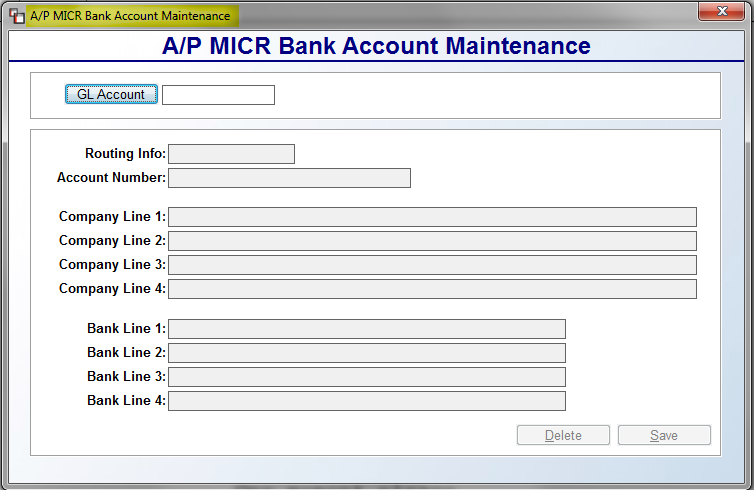 A/P MICR Bank Account Maintenance
A/P MICR Bank Account Maintenance
GL Account
Routing Info:
Account Number:
Company Line 1:
Company Line 2:
Company Line 3:
Company Line 4:
Bank Line 1:
Bank Line 2:
Bank Line 3:
Bank Line 4:
Delete Save